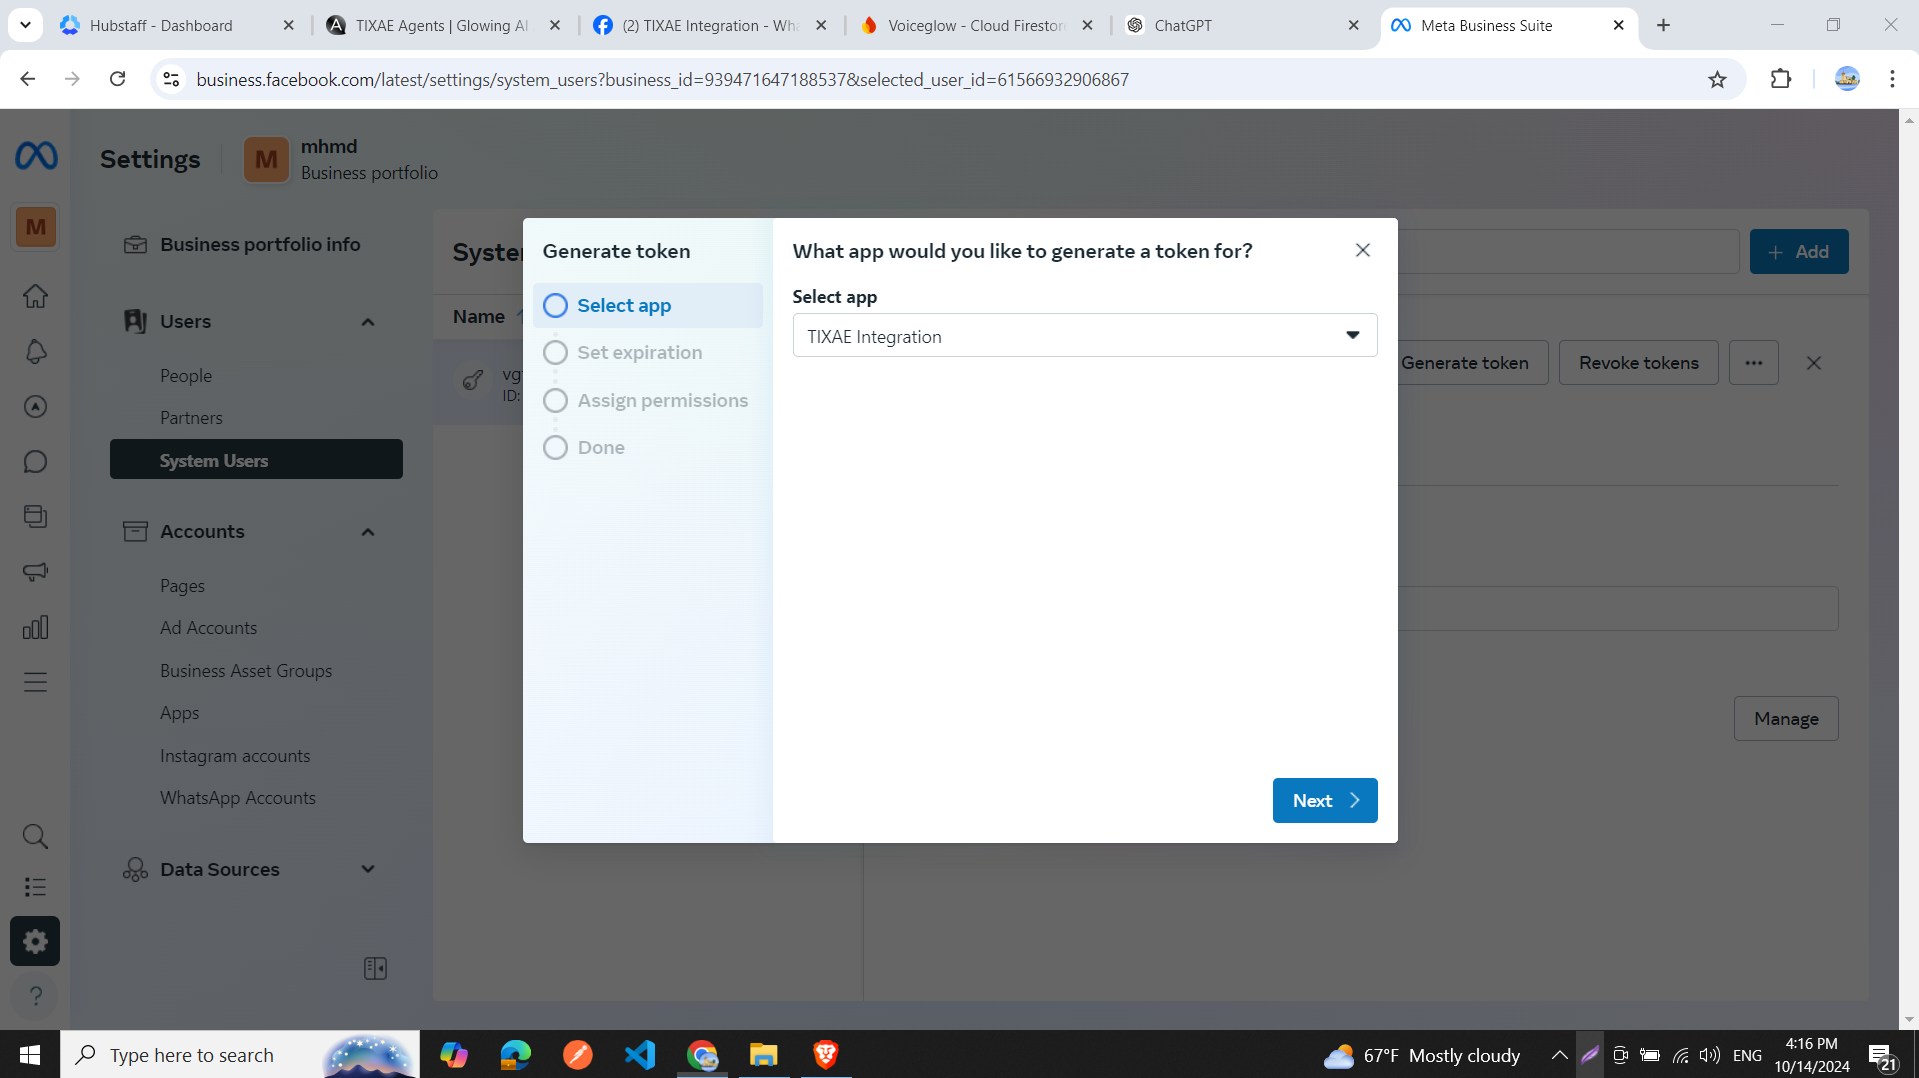 Hubstaff - Dashboard
TIXAE Agents | Glowing AI
(2) TIXAE Integration - Wha
Voiceglow - Cloud Firestor
ChatGPT
Meta Business Suite
business.facebook.com/latest/settings/system_users?business_id=939471647188537&selected_user_id=61566932906867
Settings
M
mhmd
Business portfolio
M
Business portfolio info
Users
People
Partners
System Users
Accounts
Pages
Ad Accounts
Business Asset Groups
Apps
Instagram accounts
WhatsApp Accounts
Data Sources
?
Syste
Add
Name
ID:
Generate token
Revoke tokens
Manage
Generate token
Select app
Set expiration
Assign permissions
Done
What app would you like to generate a token for?
Select app
TIXAE Integration
Next
Type here to search
67°F Mostly cloudy
ENG
4:16 PM
10/14/2024
21